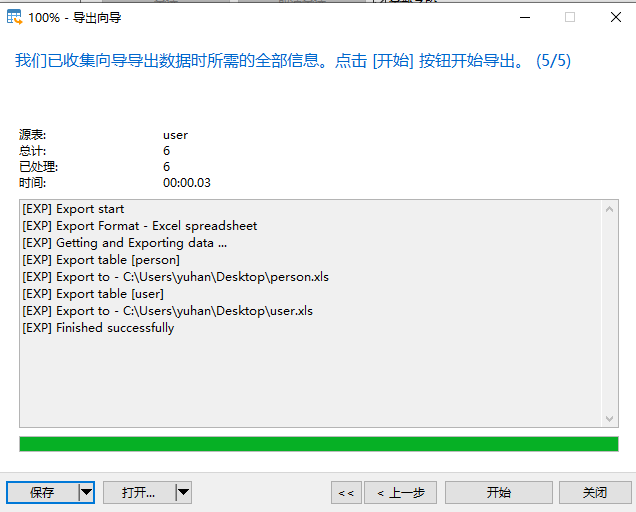 100% - 导出向导
我们已收集向导导出数据时所需的全部信息。点击 [开始] 按钮开始导出。 (5/5)
源表: user
总计: 6
已处理: 6
时间: 00:00.03
[EXP] Export start
[EXP] Export Format - Excel spreadsheet
[EXP] Getting and Exporting data ...
[EXP] Export table [person]
[EXP] Export to - C:\Users\yuhan\Desktop\person.xls
[EXP] Export table [user]
[EXP] Export to - C:\Users\yuhan\Desktop\user.xls
[EXP] Finished successfully
保存 打开... << < 上一步 开始 关闭